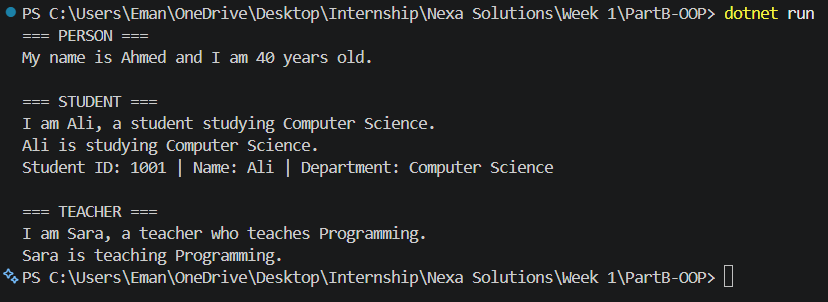 PS C:\Users\Eman\OneDrive\Desktop\Internship\Nexa Solutions\Week 1\PartB-OOP> dotnet run
=== PERSON ===
My name is Ahmed and I am 40 years old.
=== STUDENT ===
I am Ali, a student studying Computer Science.
Ali is studying Computer Science.
Student ID: 1001 | Name: Ali | Department: Computer Science
=== TEACHER ===
I am Sara, a teacher who teaches Programming.
Sara is teaching Programming.
PS C:\Users\Eman\OneDrive\Desktop\Internship\Nexa Solutions\Week 1\PartB-OOP>